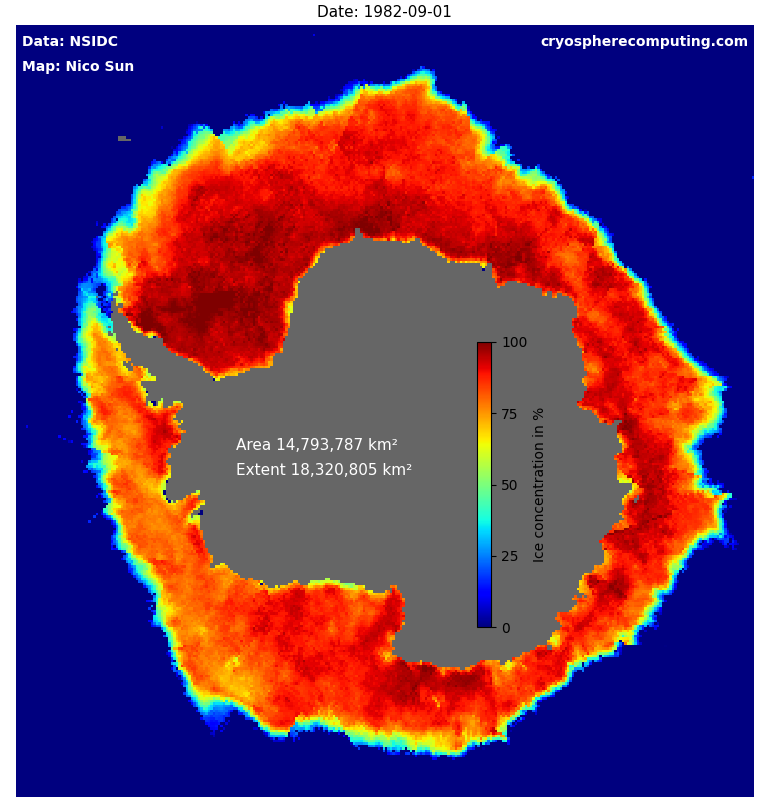 Date: 1982-09-01
Data: NSIDC
cryospherecomputing.com
Map: Nico Sun
100
75
50
25
0
Ice concentration in %
Area 14,793,787 km²
Extent 18,320,805 km²